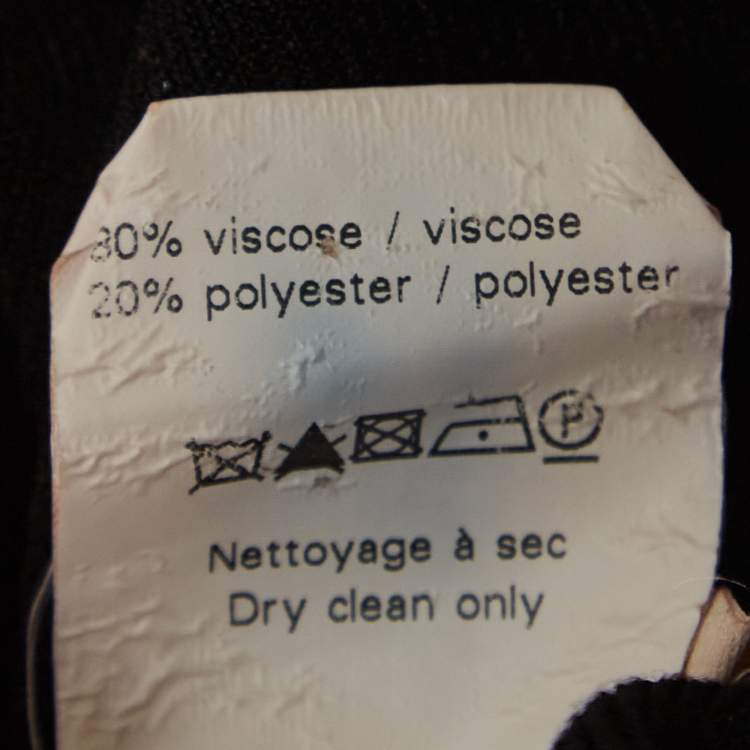 80% viscose / viscose
20% polyester / polyester
P
Nettoyage à sec
Dry clean only